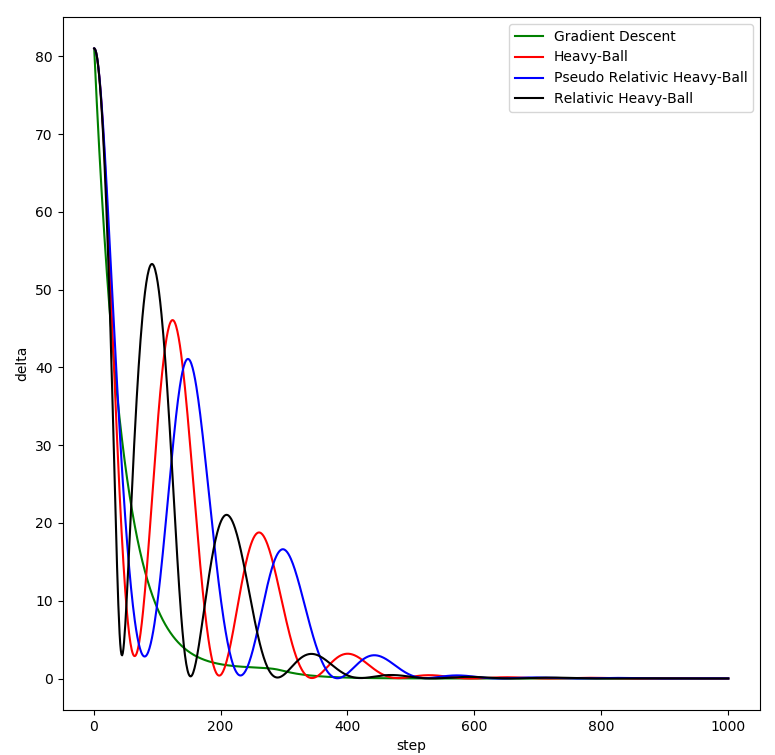 Gradient Descent
Heavy-Ball
Pseudo Relativic Heavy-Ball
Relativic Heavy-Ball
80
70
60
50
40
30
20
10
0
delta
0 200 400 600 800 1000
step